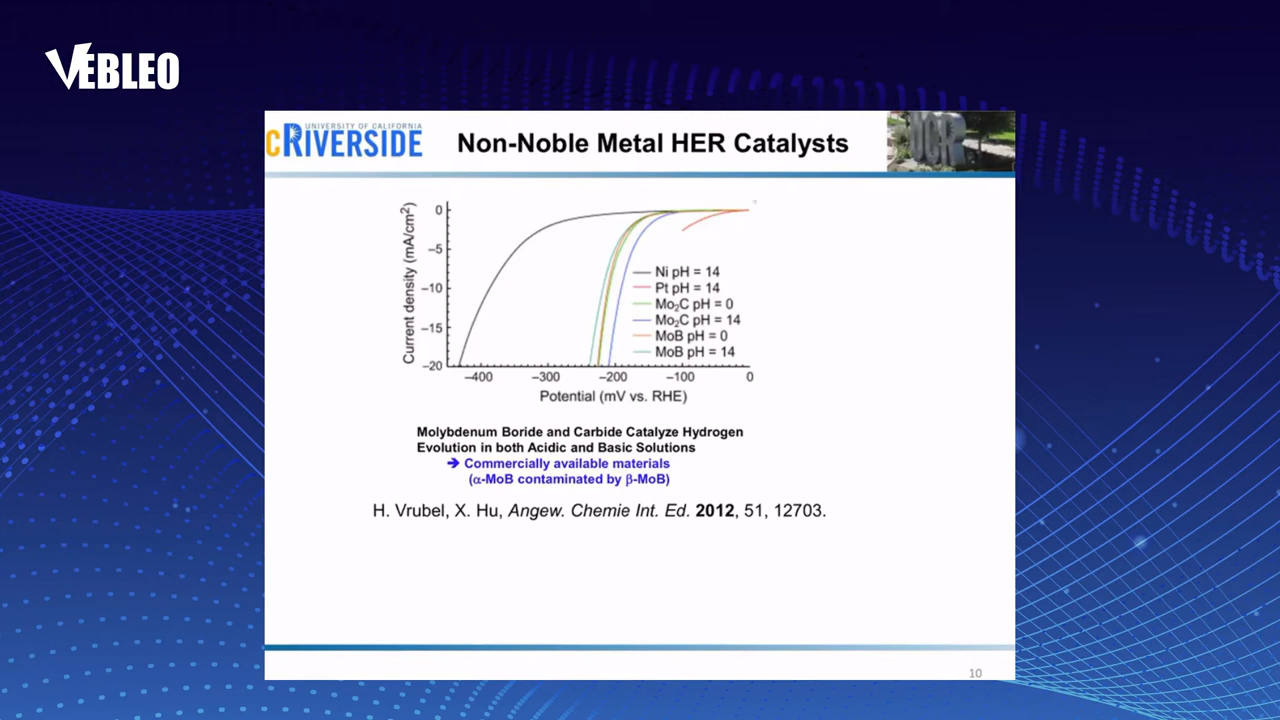 VEBLEO
UNIVERSITY OF CALIFORNIA
UCRIVERSIDE
Non-Noble Metal HER Catalysts
UCR
Current density (mA/cm²)
0
–5
–10
–15
–20
–400
–300
–200
–100
0
Potential (mV vs. RHE)
Ni pH = 14
Pt pH = 14
Mo₂C pH = 0
Mo₂C pH = 14
MoB pH = 0
MoB pH = 14
Molybdenum Boride and Carbide Catalyze Hydrogen
Evolution in both Acidic and Basic Solutions
➔ Commercially available materials
(α-MoB contaminated by β-MoB)
H. Vrubel, X. Hu, Angew. Chemie Int. Ed. 2012, 51, 12703.
10